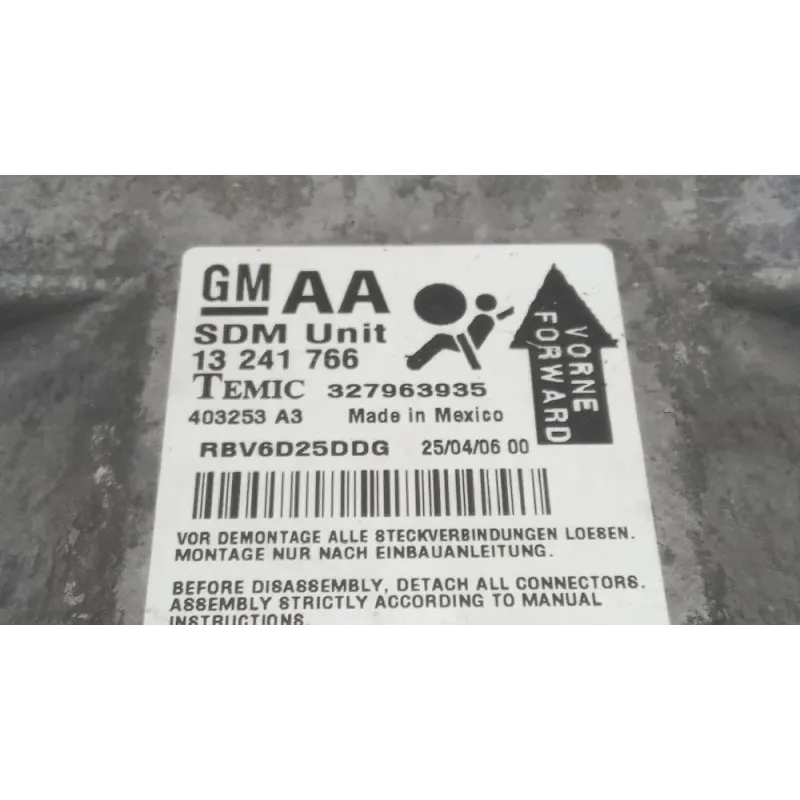 GM AA
SDM Unit
13 241 766
TEMIC 327963935
403253 A3 Made in Mexico
RBV6D25DDG 25/04/06 00
VORNE
FORWARD
VOR DEMONTAGE ALLE STECKVERBINDUNGEN LOESEN.
MONTAGE NUR NACH EINBAUANLEITUNG.
BEFORE DISASSEMBLY, DETACH ALL CONNECTORS.
ASSEMBLY STRICTLY ACCORDING TO MANUAL
INSTRUCTIONS.